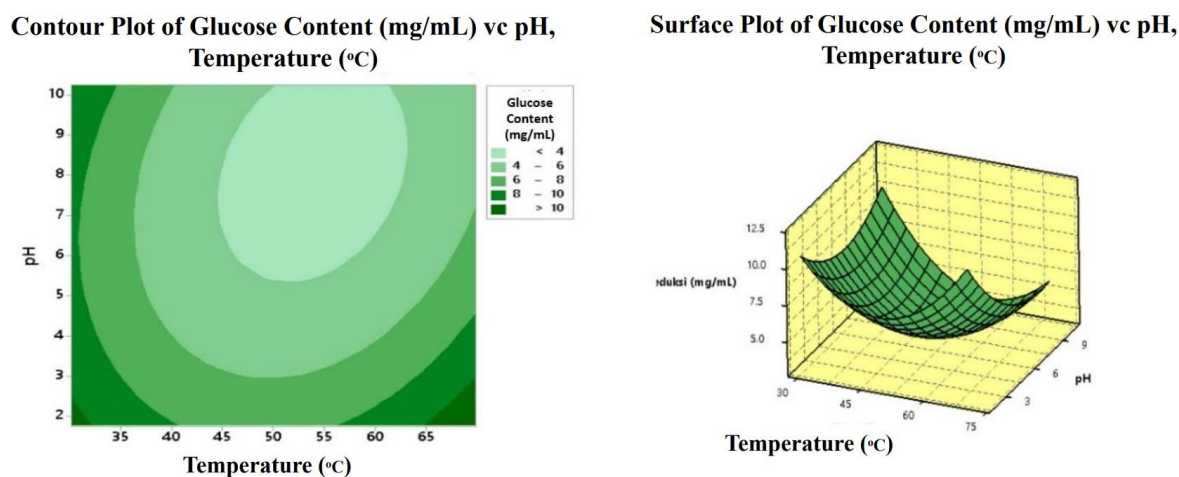 Contour Plot of Glucose Content (mg/mL) vc pH,
Temperature (ᵒC)
10
9
8
7
6
5
4
3
2
pH
35 40 45 50 55 60 65
Temperature (ᵒC)
Glucose
Content
(mg/mL)
< 4
4 – 6
6 – 8
8 – 10
> 10
Surface Plot of Glucose Content (mg/mL) vc pH,
Temperature (ᵒC)
12.5
10.0
eduksi (mg/mL)
7.5
5.0
30 45 60 75
3 6 9
pH
Temperature (ᵒC)